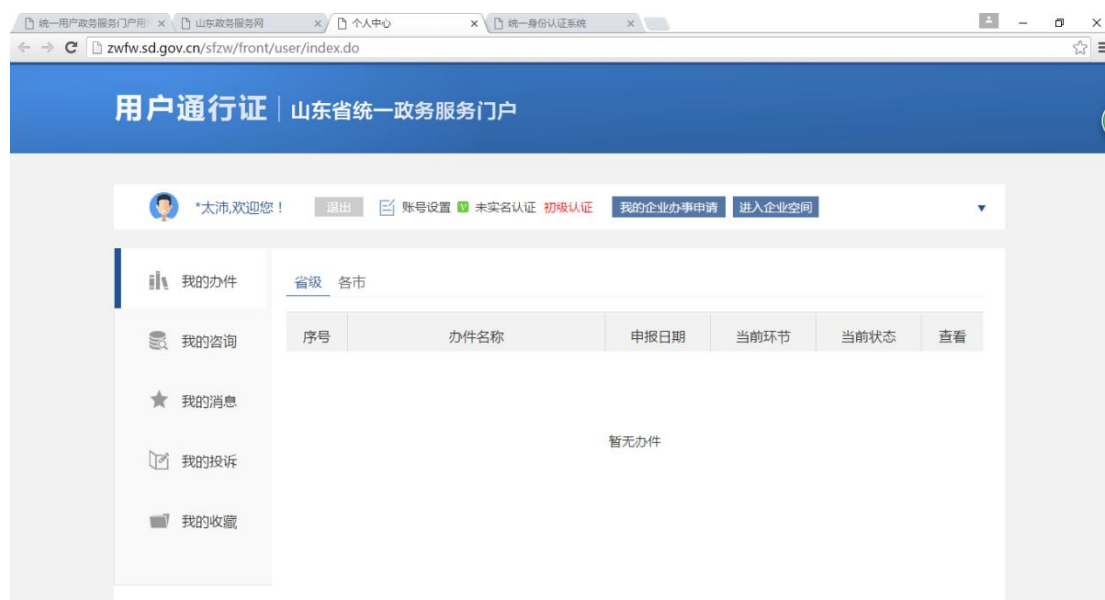 统一用户政务服务门户用 山东政务服务网 个人中心 统一身份认证系统
zwfw.sd.gov.cn/sfzw/front/user/index.do
用户通行证 山东省统一政务服务门户
*太沛,欢迎您！ 退出 账号设置 未实名认证 初级认证 我的企业办事申请 进入企业空间
我的办件
省级 各市
序号 办件名称 申报日期 当前环节 当前状态 查看
我的咨询
我的消息
暂无办件
我的投诉
我的收藏